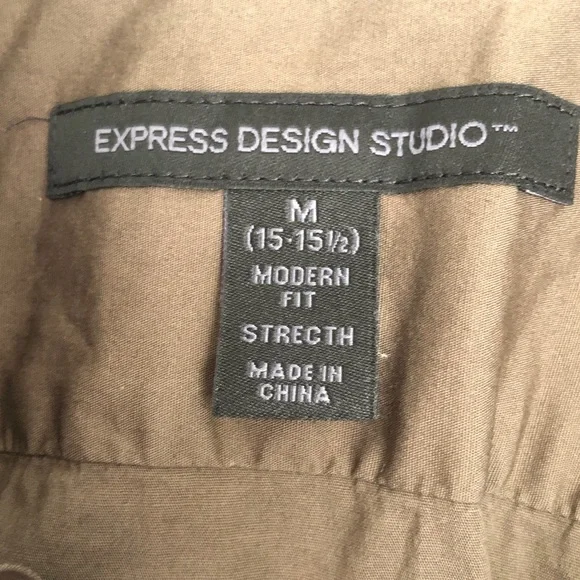 EXPRESS DESIGN STUDIO™
M
(15-15½)
MODERN
FIT
STRECTH
MADE IN
CHINA